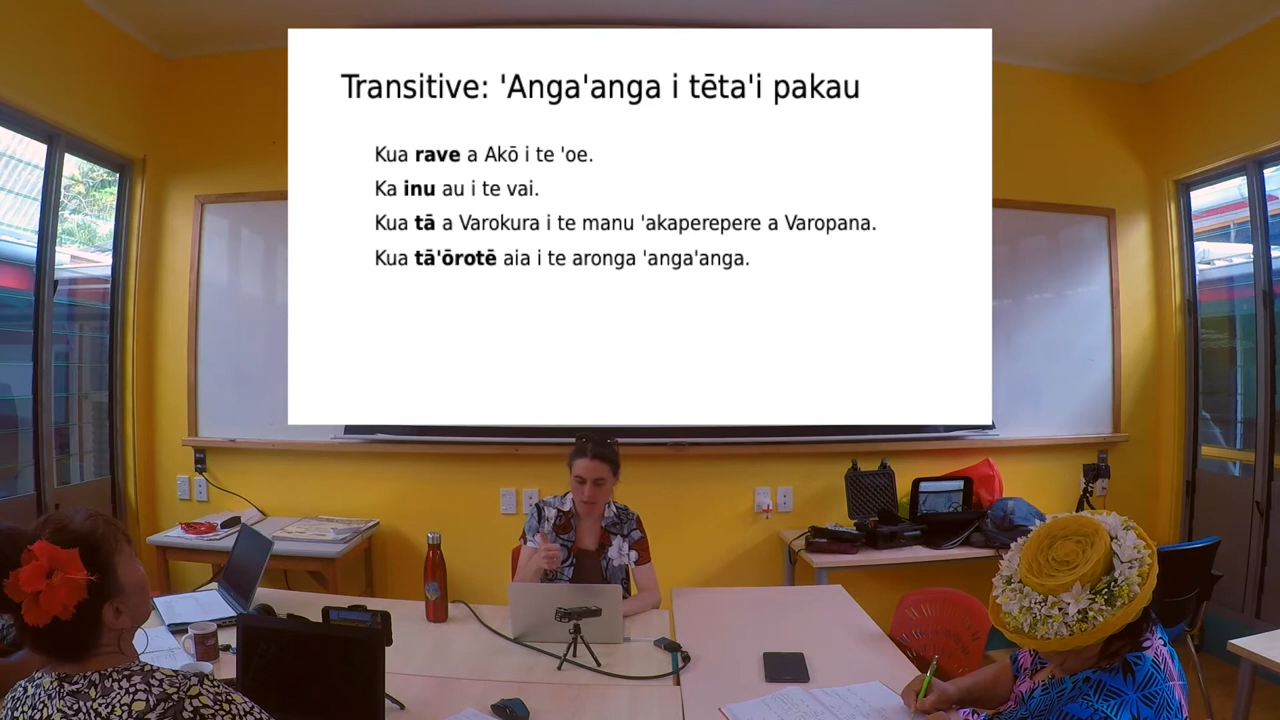 Transitive: 'Anga'anga i tēta'i pakau
Kua rave a Akō i te 'oe.
Ka inu au i te vai.
Kua tā a Varokura i te manu 'akaperepere a Varopana.
Kua tā'ōrotē aia i te aronga 'anga'anga.